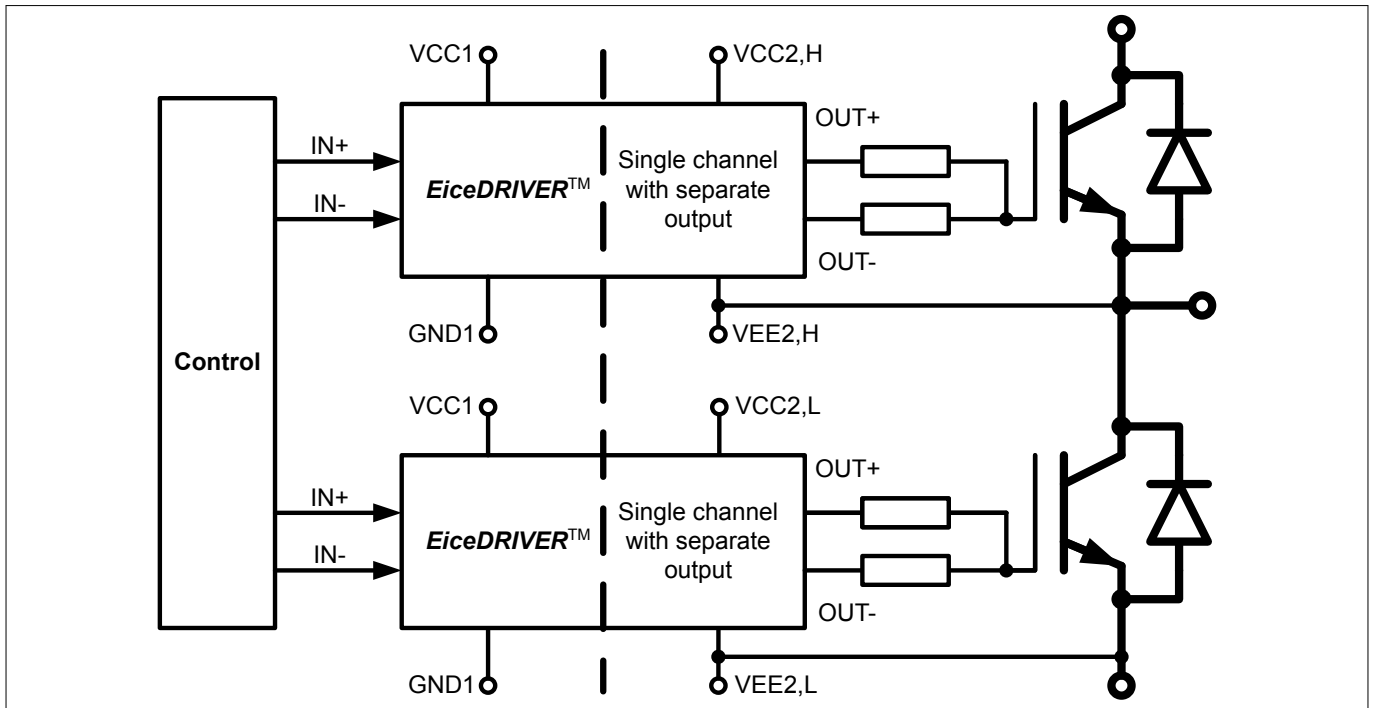 VCC1
VCC2,H
IN+
IN-
EiceDRIVER™
Single channel
with separate
output
OUT+
OUT-
GND1
VEE2,H
Control
VCC1
VCC2,L
IN+
IN-
EiceDRIVER™
Single channel
with separate
output
OUT+
OUT-
GND1
VEE2,L